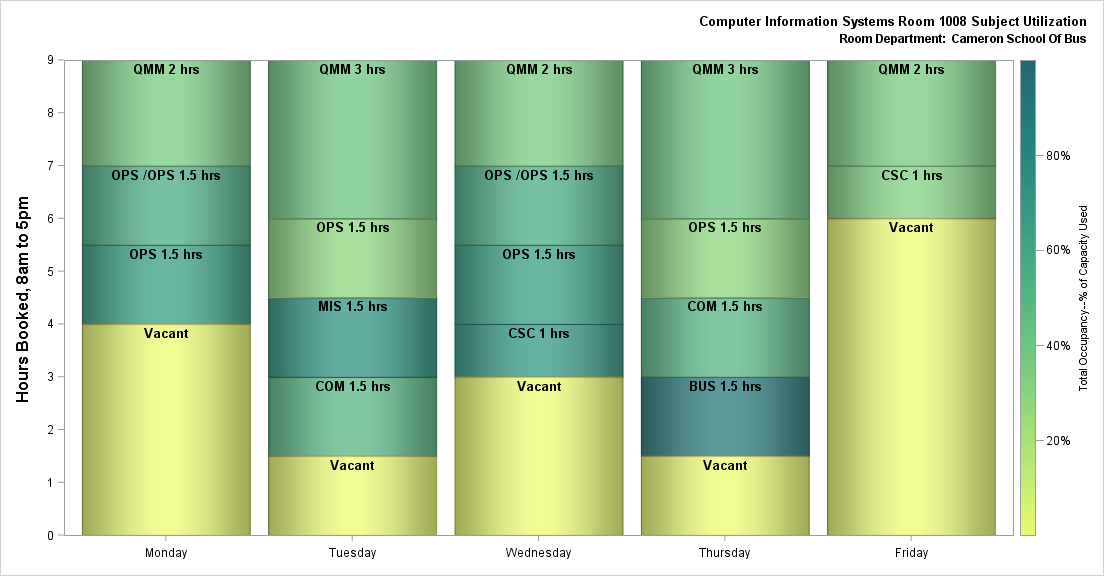 Computer Information Systems Room 1008 Subject Utilization
Room Department: Cameron School Of Bus
Hours Booked, 8am to 5pm
9
8
7
6
5
4
3
2
1
0
QMM 2 hrs
OPS /OPS 1.5 hrs
OPS 1.5 hrs
Vacant
Monday
QMM 3 hrs
OPS 1.5 hrs
MIS 1.5 hrs
COM 1.5 hrs
Vacant
Tuesday
QMM 2 hrs
OPS /OPS 1.5 hrs
OPS 1.5 hrs
CSC 1 hrs
Vacant
Wednesday
QMM 3 hrs
OPS 1.5 hrs
COM 1.5 hrs
BUS 1.5 hrs
Vacant
Thursday
QMM 2 hrs
CSC 1 hrs
Vacant
Friday
80%
60%
40%
20%
Total Occupancy--% of Capacity Used